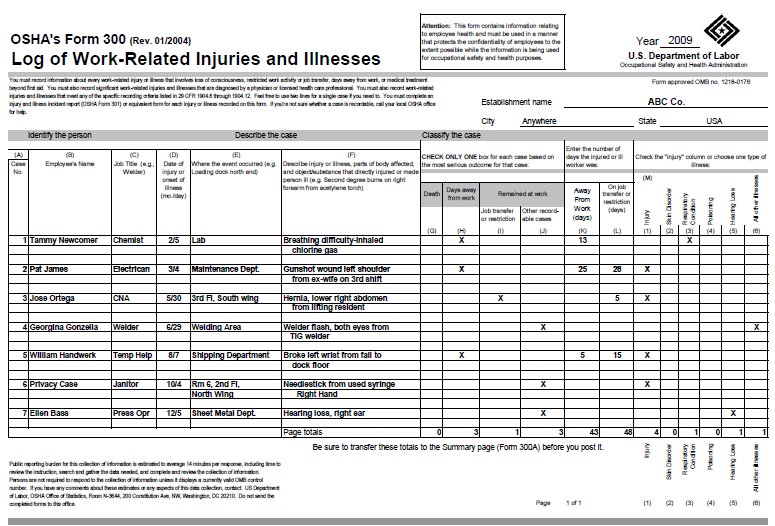 OSHA's Form 300 (Rev. 01/2004)
Log of Work-Related Injuries and Illnesses
Attention: This form contains information relating
to employee health and must be used in a manner
that protects the confidentiality of employees to the
extent possible while the information is being used
for occupational safety and health purposes.
Year 2009
U.S. Department of Labor
Occupational Safety and Health Administration
You must record information about every work-related injury or illness that involves loss of consciousness, restricted work activity or job transfer, days away from work, or medical treatment
beyond first aid. You must also record significant work-related injuries and illnesses that are diagnosed by a physician or licensed health care professional. You must also record work-related
injuries and illnesses that meet any of the specific recording criteria listed in 29 CFR 1904.8 through 1904.12. Feel free to use two lines for a single case if you need to. You must complete an
injury and illness incident report (OSHA Form 301) or equivalent form for each injury or illness recorded on this form. If you're not sure whether a case is recordable, call your local OSHA office
for help.
Form approved OMB no. 1218-0176
Establishment name ABC Co.
City Anywhere State USA
Identify the person Describe the case Classify the case
(A) (B) (C) (D) (E) (F)
Case No. Employee's Name Job Title (e.g., Welder) Date of injury or onset of illness (mo./day) Where the event occurred (e.g. Loading dock north end) Describe injury or illness, parts of body affected, and object/substance that directly injured or made person ill (e.g. Second degree burns on right forearm from acetylene torch)
CHECK ONLY ONE box for each case based on the most serious outcome for that case:
Enter the number of days the injured or ill worker was:
Check the "injury" column or choose one type of illness:
Death Days away from work Remained at work
Job transfer or restriction Other record-able cases
Away From Work (days) On job transfer or restriction (days)
(M)
Injury Skin Disorder Respiratory Condition Poisoning Hearing Loss All other illnesses
(G) (H) (I) (J) (K) (L) (1) (2) (3) (4) (5) (6)
1 Tammy Newcomer Chemist 2/5 Lab Breathing difficulty-inhaled X 13 X
chlorine gas
2 Pat James Electrican 3/4 Maintenance Dept. Gunshot wound left shoulder X 25 28 X
from ex-wife on 3rd shift
3 Jose Ortega CNA 5/30 3rd Fl, South wing Hernia, lower right abdomen X 5 X
from lifting resident
4 Georgina Gonzella Welder 6/29 Welding Area Welder flash, both eyes from X X
TIG welder
5 William Handwerk Temp Help 8/7 Shipping Department Broke left wrist from fall to X 5 15 X
dock floor
6 Privacy Case Janitor 10/4 Rm 6, 2nd Fl, Needlestick from used syringe X X
North Wing Right Hand
7 Ellen Bass Press Opr 12/5 Sheet Metal Dept. Hearing loss, right ear X X
Page totals 0 3 1 3 43 48 4 0 1 0 1 1
Be sure to transfer these totals to the Summary page (Form 300A) before you post it.
Injury Skin Disorder Respiratory Condition Poisoning Hearing Loss All other illnesses
Public reporting burden for this collection of information is estimated to average 14 minutes per response, including time to
review the instruction, search and gather the data needed, and complete and review the collection of information.
Persons are not required to respond to the collection of information unless it displays a currently valid OMB control
number. If you have any comments about these estimates or any aspects of this data collection, contact: US Department
of Labor, OSHA Office of Statistics, Room N-3644, 200 Constitution Ave, NW, Washington, DC 20210. Do not send the
completed forms to this office.
Page 1 of 1 (1) (2) (3) (4) (5) (6)